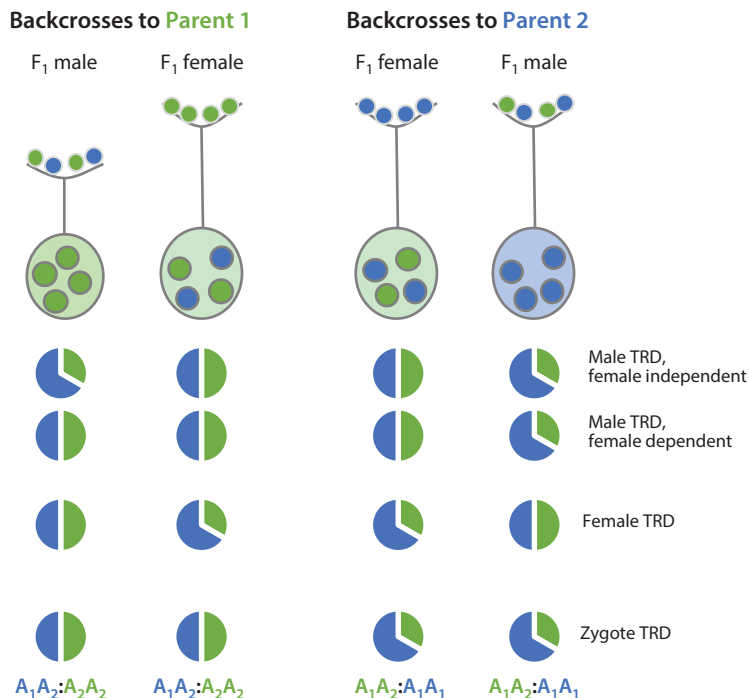 Backcrosses to Parent 1
Backcrosses to Parent 2
F₁ male
F₁ female
F₁ female
F₁ male
Male TRD,
female independent
Male TRD,
female dependent
Female TRD
Zygote TRD
A₁A₂:A₂A₂
A₁A₂:A₂A₂
A₁A₂:A₁A₁
A₁A₂:A₁A₁